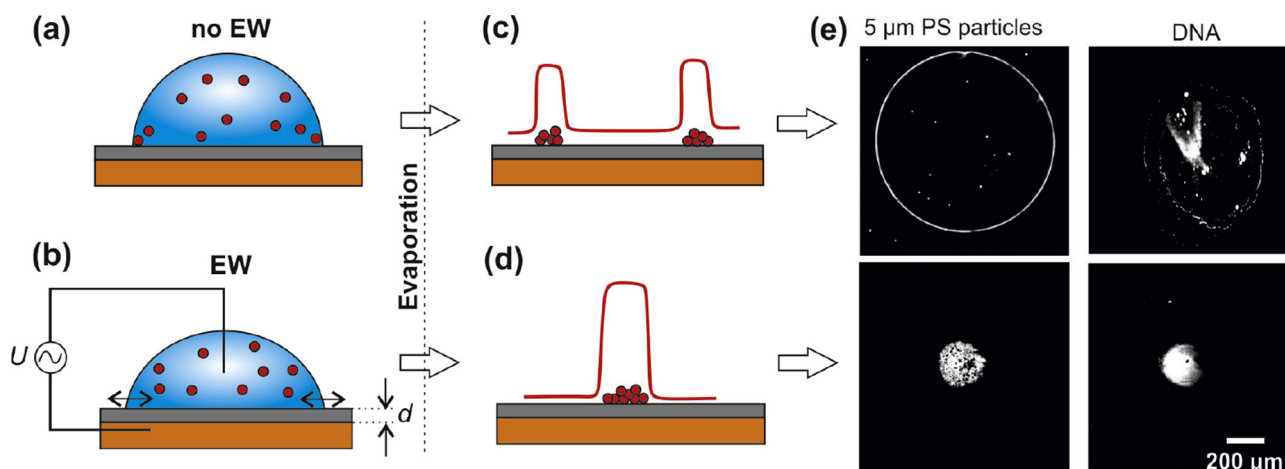 (a)
no EW
(c)
(e)
5 µm PS particles
DNA
Evaporation
(b)
EW
U
d
(d)
200 µm